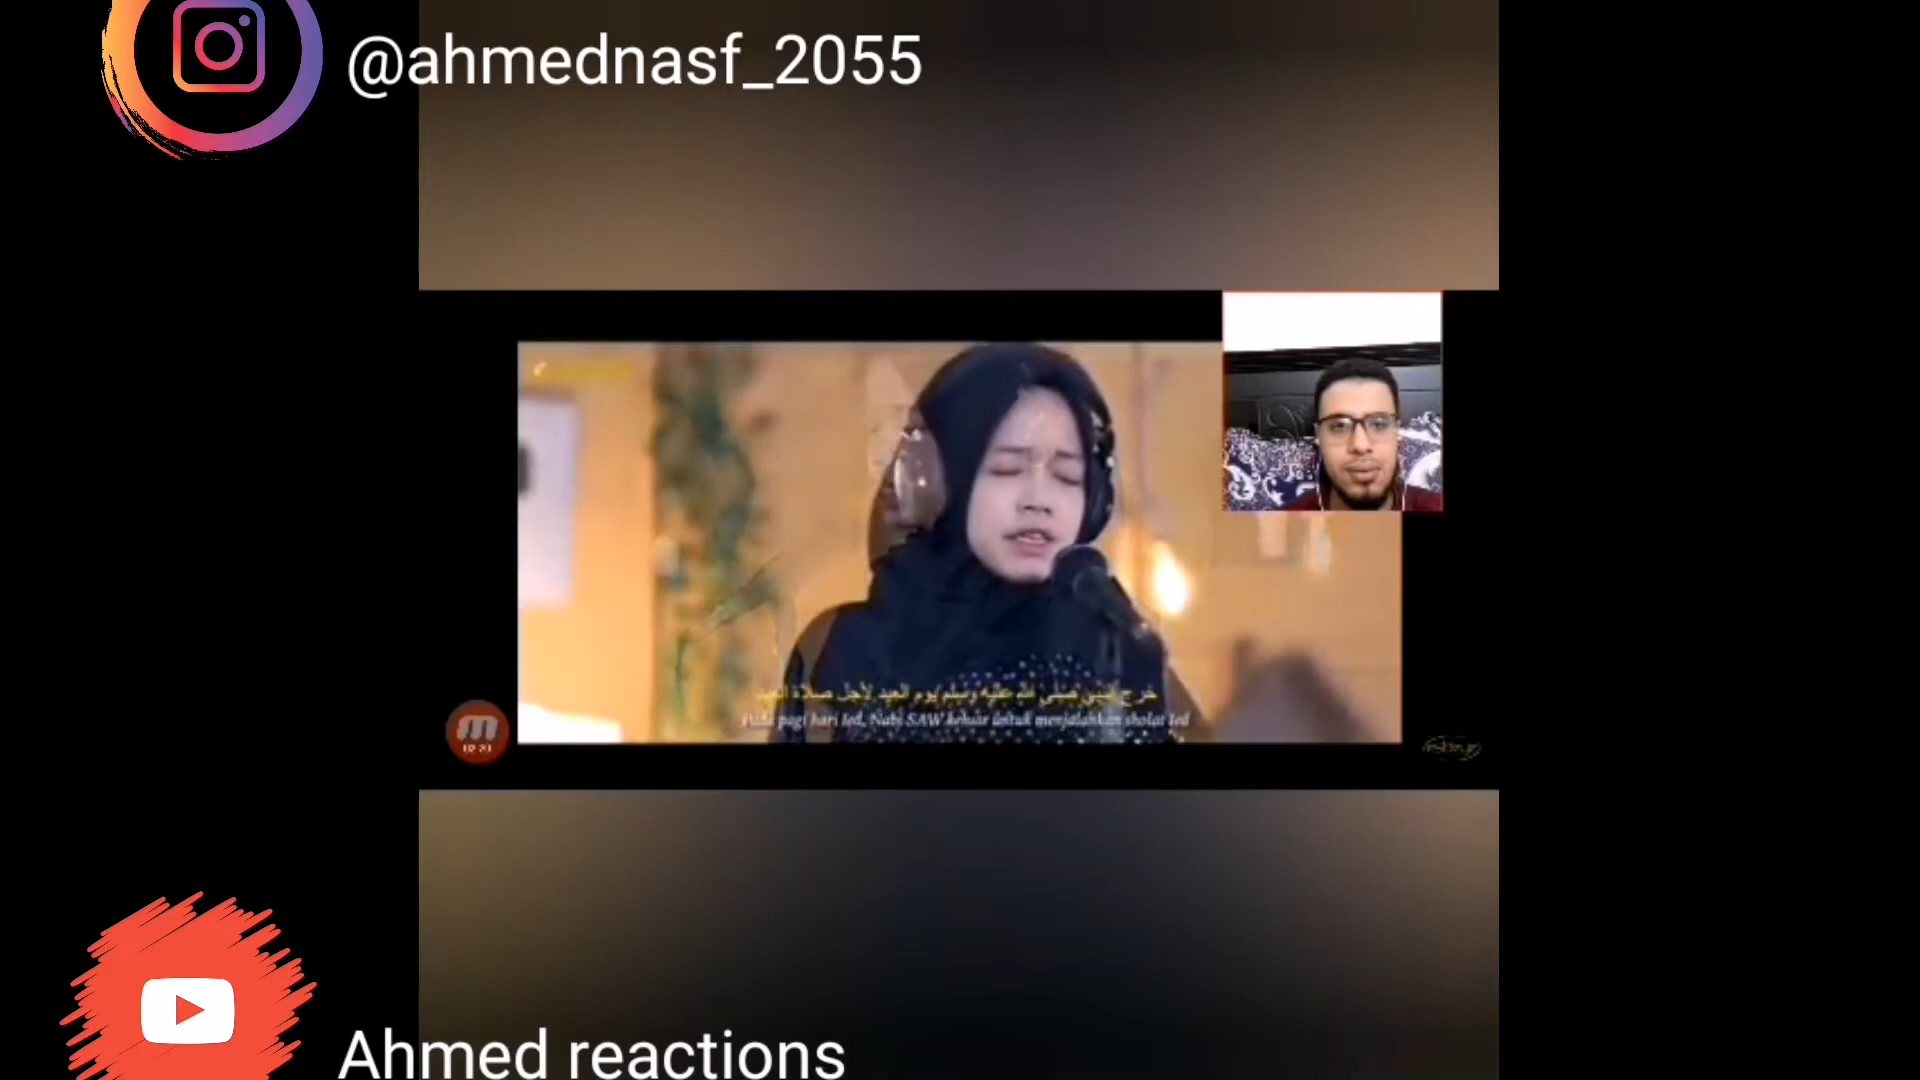 @ahmednasf_2055
خرج النبي صلى الله عليه وسلم يوم العيد لأجل صلاة العيد
Pada pagi hari Ied, Nabi SAW keluar untuk menjalankan sholat Ied
Ahmed reactions